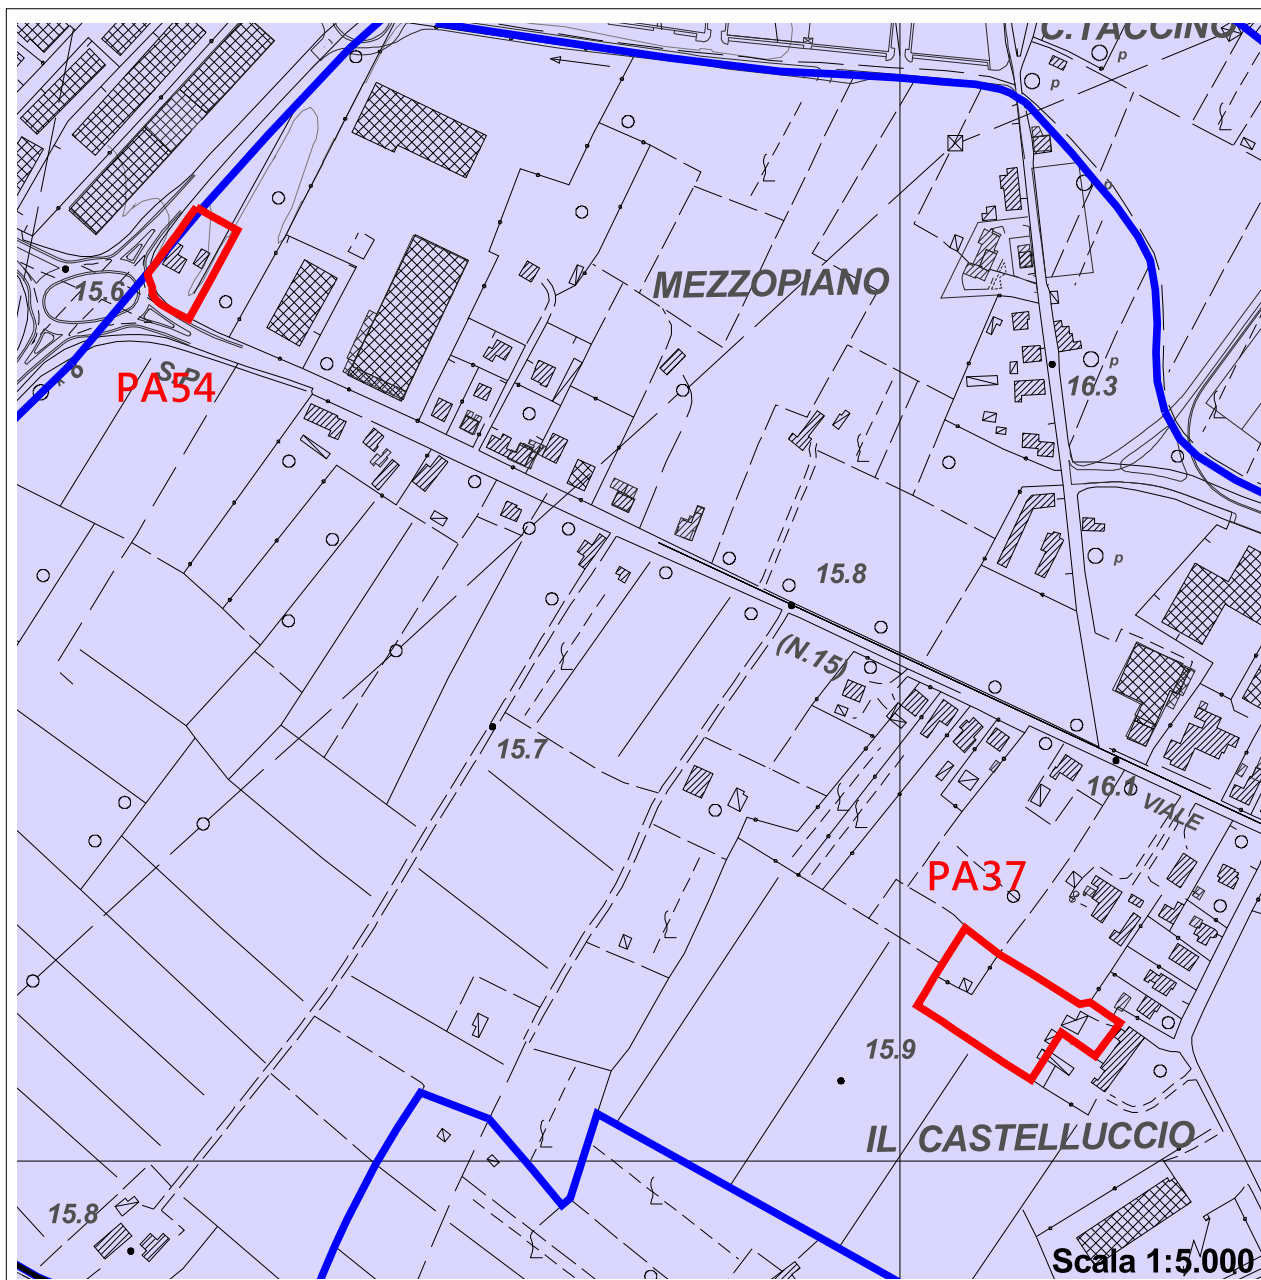 C.TACCINO
p
p
p
MEZZOPIANO
15.6
S.P.
6
PA54
16.3
p
15.8
p
(N.15)
15.7
16.1
VIALE
PA37
15.9
IL CASTELLUCCIO
15.8
Scala 1:5.000